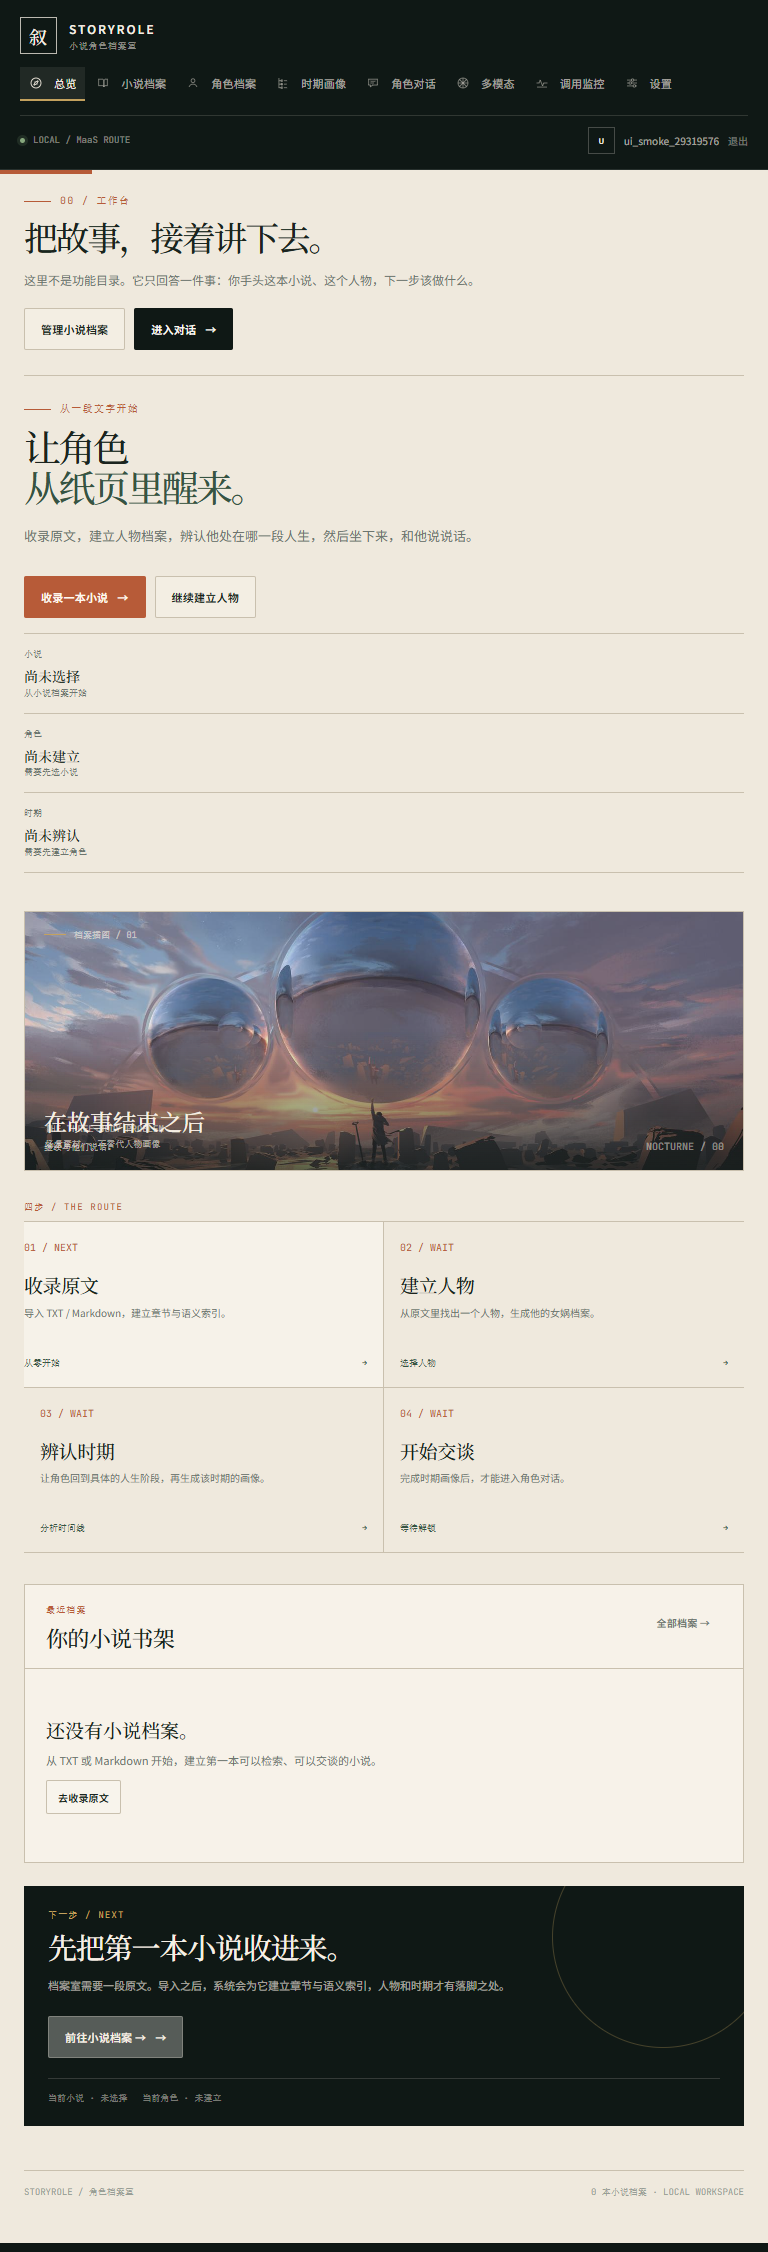 叙
STORYROLE
小说角色档案室
总览
小说档案
角色档案
时期画像
角色对话
多模态
调用监控
设置
LOCAL / MaaS ROUTE
U
ui_smoke_29319576
退出
00 / 工作台
把故事，接着讲下去。
这里不是功能目录。它只回答一件事：你手头这本小说、这个人物，下一步该做什么。
管理小说档案
进入对话 →
从一段文字开始
让角色
从纸页里醒来。
收录原文，建立人物档案，辨认他处在哪一段人生，然后坐下来，和他说说话。
收录一本小说 →
继续建立人物
小说
尚未选择
从小说档案开始
角色
尚未建立
需要先选小说
时期
尚未辨认
需要先建立角色
档案插画 / 01
在故事结束之后
NOCTURNE / 00
四步 / THE ROUTE
01 / NEXT
收录原文
导入 TXT / Markdown，建立章节与语义索引。
从零开始 →
02 / WAIT
建立人物
从原文里找出一个人物，生成他的女娲档案。
选择人物 →
03 / WAIT
辨认时期
让角色回到具体的人生阶段，再生成该时期的画像。
分析时间线 →
04 / WAIT
开始交谈
完成时期画像后，才能进入角色对话。
等待解锁 →
最近档案
你的小说书架
全部档案 →
还没有小说档案。
从 TXT 或 Markdown 开始，建立第一本可以检索、可以交谈的小说。
去收录原文
下一步 / NEXT
先把第一本小说收进来。
档案室需要一段原文。导入之后，系统会为它建立章节与语义索引，人物和时期才有落脚之处。
前往小说档案 → →
当前小说 · 未选择 当前角色 · 未建立
STORYROLE / 角色档案室
0 本小说档案 · LOCAL WORKSPACE